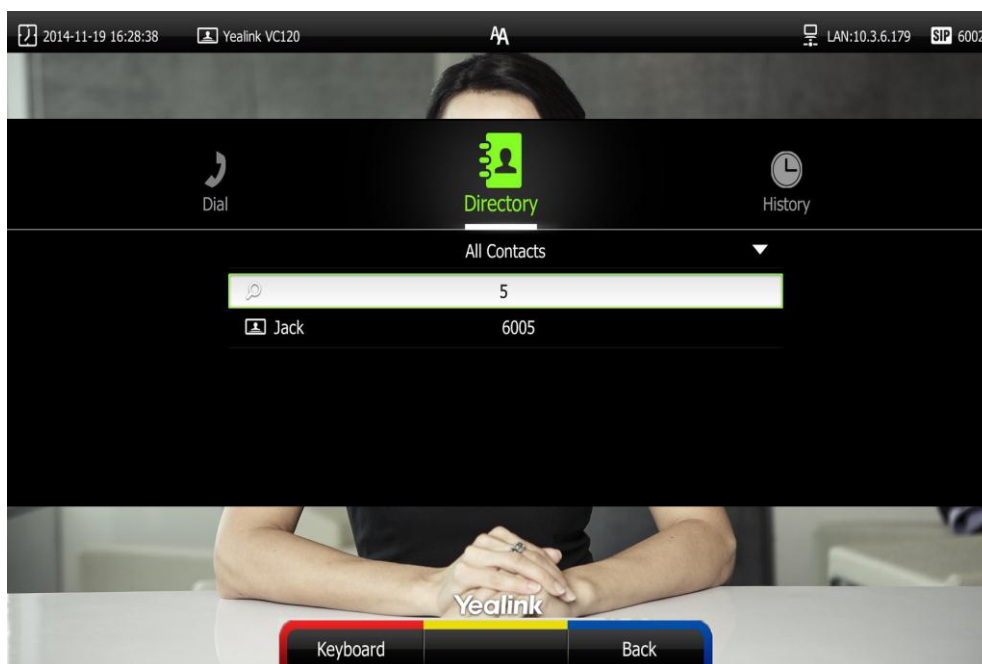 2014-11-19 16:28:38 Yealink VC120 AA LAN:10.3.6.179 SIP 6002
Dial Directory History
All Contacts
5
Jack 6005
Yealink
Keyboard Back